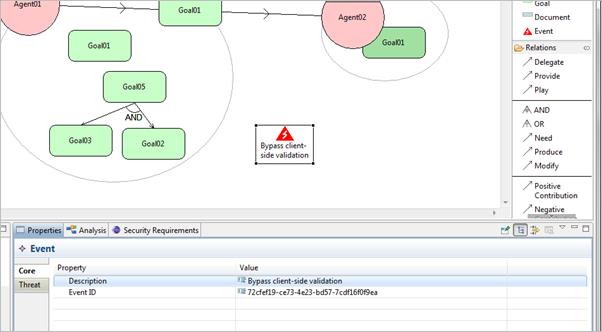 Agent01
Goal01
Agent02
Goal01
Goal01
Goal05
AND
Goal03
Goal02
Bypass client-
side validation
Goal
Document
Event
Relations
Delegate
Provide
Play
AND
OR
Need
Produce
Modify
Positive
Contribution
Negative
Properties Analysis Security Requirements
Event
Core
Threat
Property Value
Description Bypass client-side validation
Event ID 72cfef19-ce73-4e23-bd57-7cdf16f0f9ea